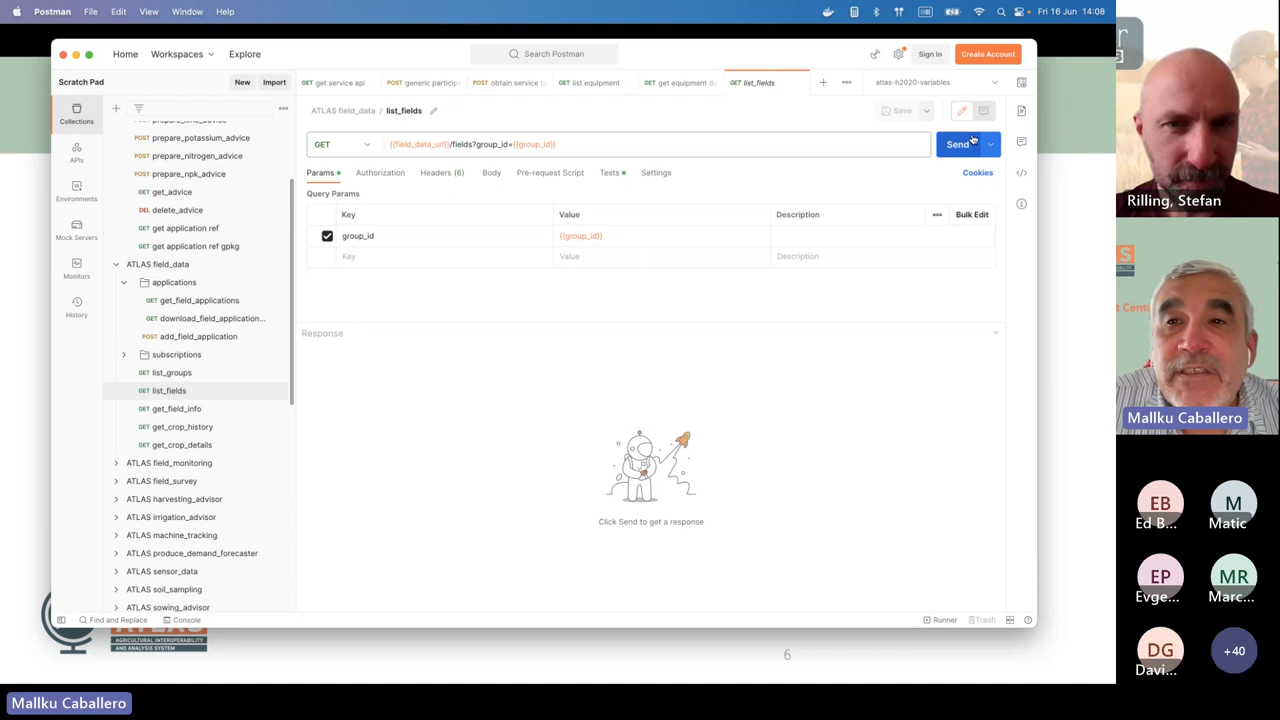 Postman File Edit View Window Help
Fri 16 Jun 14:08
Home Workspaces Explore
Search Postman
Sign In
Create Account
Scratch Pad
New
Import
GET get service api
POST generic particip
POST obtain service to
GET list equipment
GET get equipment d
GET list_fields
atlas-h2020-variables
ATLAS field_data / list_fields
Save
GET
{{field_data_url}}/fields?group_id={{group_id}}
Send
Params
Authorization
Headers (6)
Body
Pre-request Script
Tests
Settings
Cookies
Query Params
Key Value Description Bulk Edit
group_id {{group_id}}
Key Value Description
Response
Click Send to get a response
Collections
APIs
Environments
Mock Servers
Monitors
History
POST prepare_potassium_advice
POST prepare_nitrogen_advice
POST prepare_npk_advice
GET get_advice
DEL delete_advice
GET get application ref
GET get application ref gpkg
ATLAS field_data
applications
GET get_field_applications
GET download_field_application...
POST add_field_application
subscriptions
GET list_groups
GET list_fields
GET get_field_info
GET get_crop_history
GET get_crop_details
ATLAS field_monitoring
ATLAS field_survey
ATLAS harvesting_advisor
ATLAS irrigation_advisor
ATLAS machine_tracking
ATLAS produce_demand_forecaster
ATLAS sensor_data
ATLAS soil_sampling
ATLAS sowing_advisor
Find and Replace
Console
Runner
Trash
AGRICULTURAL INTEROPERABILITY
AND ANALYSIS SYSTEM
6
Mallku Caballero
Rilling, Stefan
Mallku Caballero
EB
Ed B...
M
Matic
EP
Evge...
MR
Marc...
DG
Davi...
+40